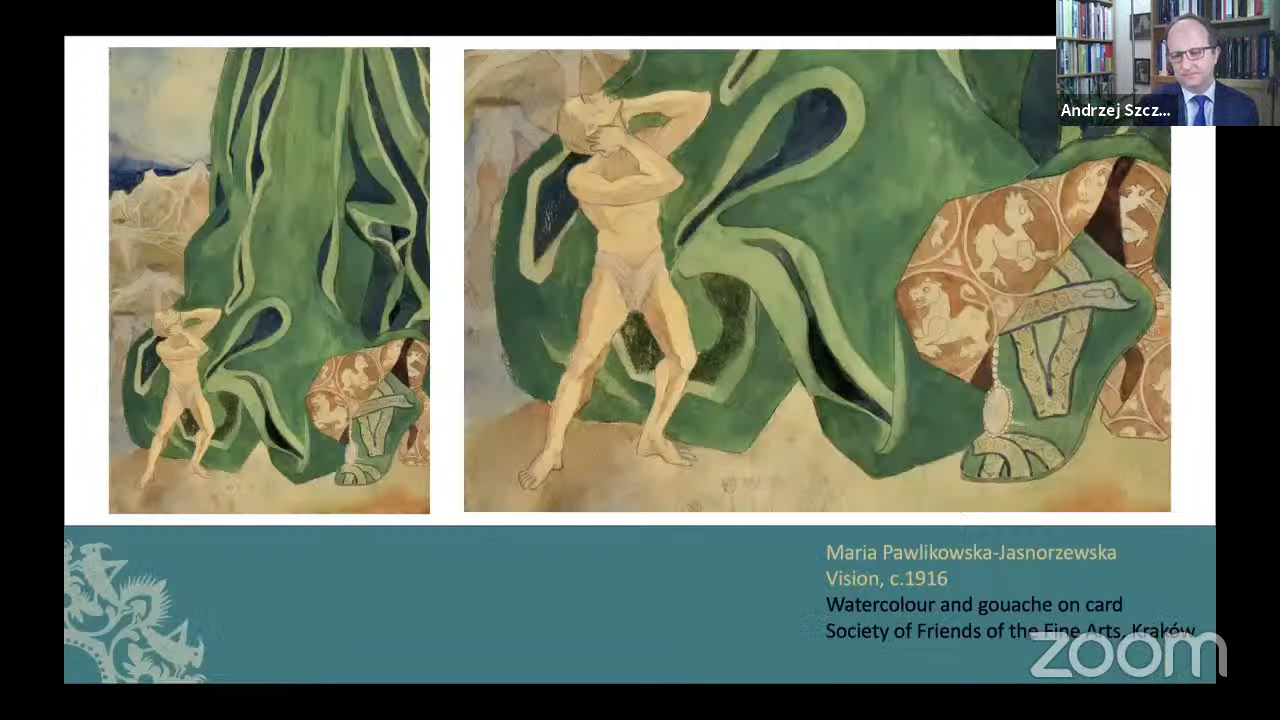 Andrzej Szcz...
Maria Pawlikowska-Jasnorzewska
Vision, c.1916
Watercolour and gouache on card
Society of Friends of the Fine Arts, Kraków
zoom